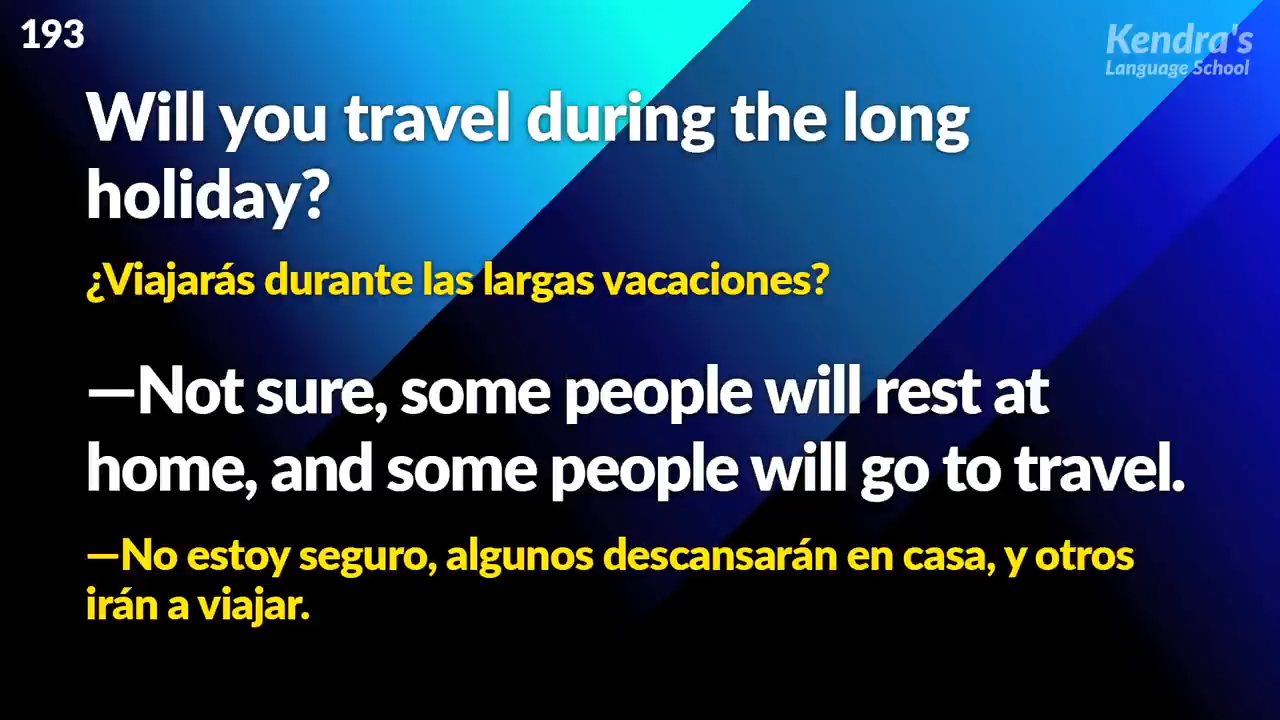 193
Kendra's
Language School
Will you travel during the long
holiday?
¿Viajarás durante las largas vacaciones?
—Not sure, some people will rest at
home, and some people will go to travel.
—No estoy seguro, algunos descansarán en casa, y otros
irán a viajar.